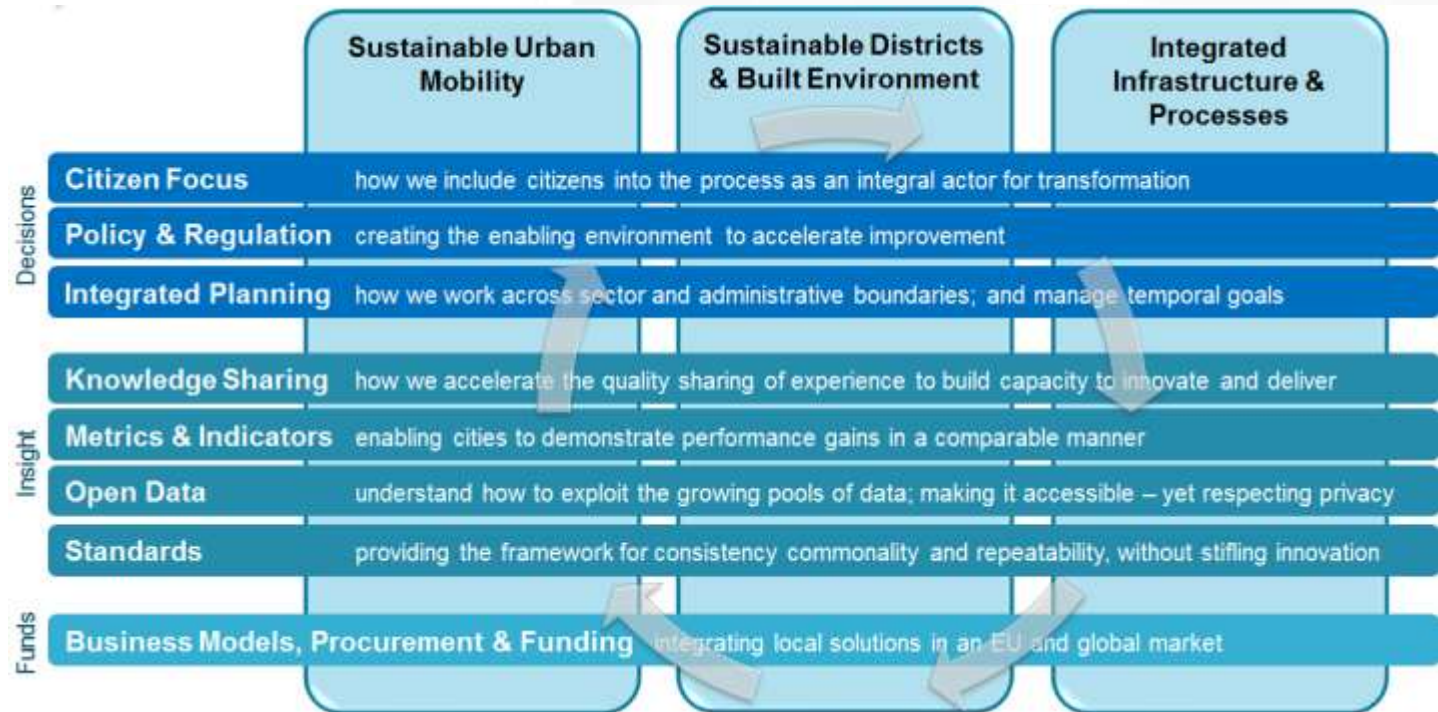 Sustainable Urban
Mobility
Sustainable Districts
& Built Environment
Integrated
Infrastructure &
Processes
Decisions
Citizen Focus how we include citizens into the process as an integral actor for transformation
Policy & Regulation creating the enabling environment to accelerate improvement
Integrated Planning how we work across sector and administrative boundaries; and manage temporal goals
Insight
Knowledge Sharing how we accelerate the quality sharing of experience to build capacity to innovate and deliver
Metrics & Indicators enabling cities to demonstrate performance gains in a comparable manner
Open Data understand how to exploit the growing pools of data; making it accessible – yet respecting privacy
Standards providing the framework for consistency commonality and repeatability, without stifling innovation
Funds
Business Models, Procurement & Funding integrating local solutions in an EU and global market